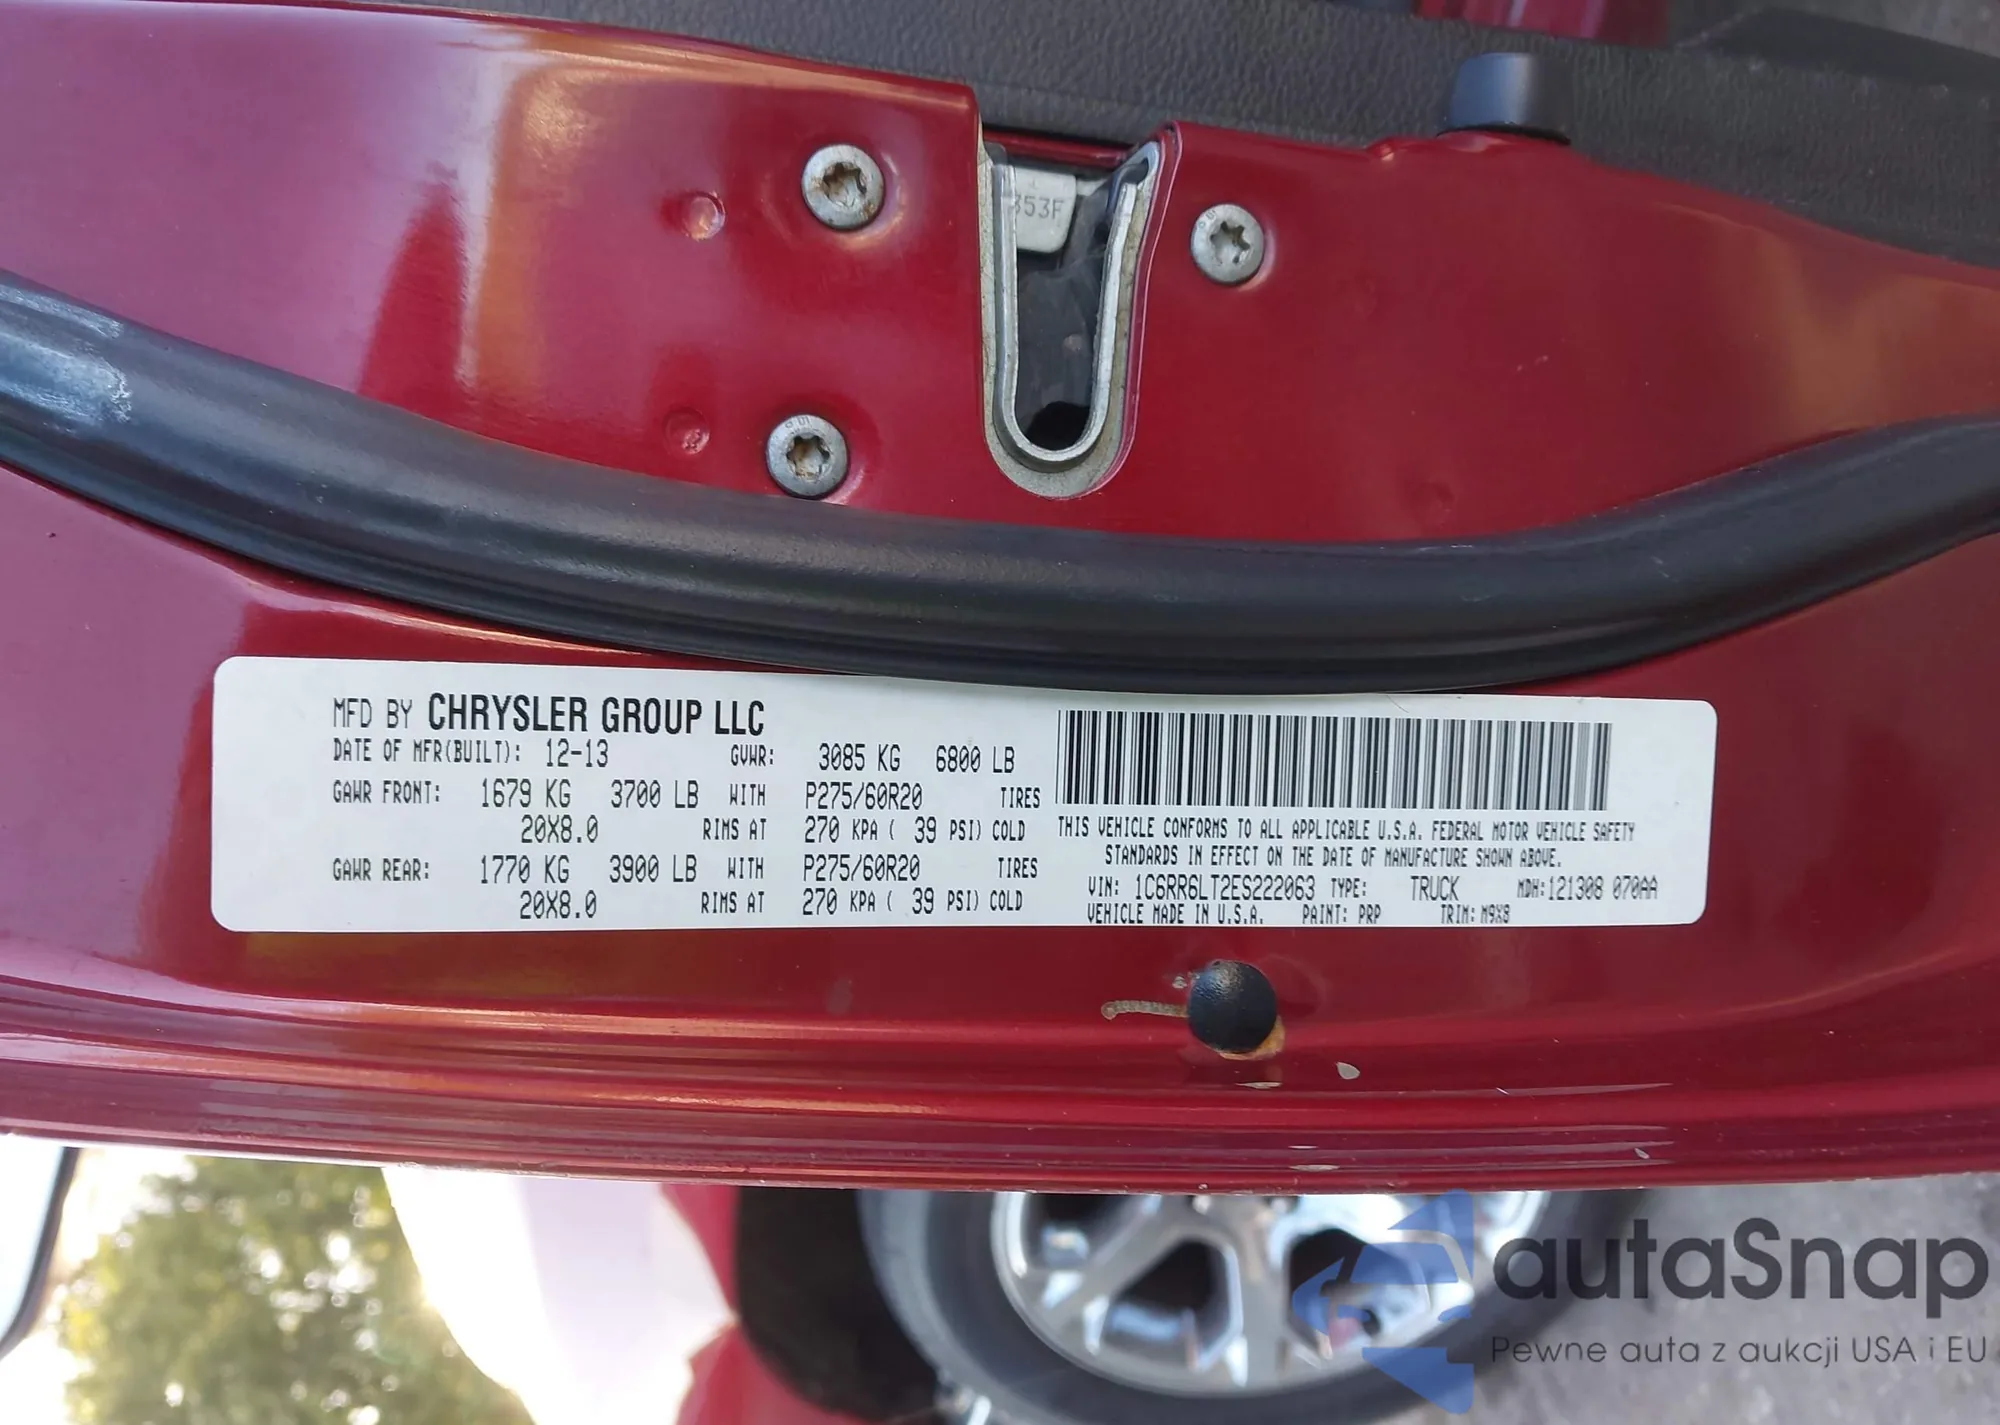 353F
MFD BY CHRYSLER GROUP LLC
DATE OF MFR(BUILT): 12-13 GVWR: 3085 KG 6800 LB
GAWR FRONT: 1679 KG 3700 LB WITH P275/60R20 TIRES
20X8.0 RIMS AT 270 KPA ( 39 PSI) COLD
GAWR REAR: 1770 KG 3900 LB WITH P275/60R20 TIRES
20X8.0 RIMS AT 270 KPA ( 39 PSI) COLD
THIS VEHICLE CONFORMS TO ALL APPLICABLE U.S.A. FEDERAL MOTOR VEHICLE SAFETY
STANDARDS IN EFFECT ON THE DATE OF MANUFACTURE SHOWN ABOVE.
VIN: 1C6RR6LT2ES222063 TYPE: TRUCK MDH:121308 070AA
VEHICLE MADE IN U.S.A. PAINT: PRP TRIM: M9X8
autaSnap
Pewne auta z aukcji USA i EU